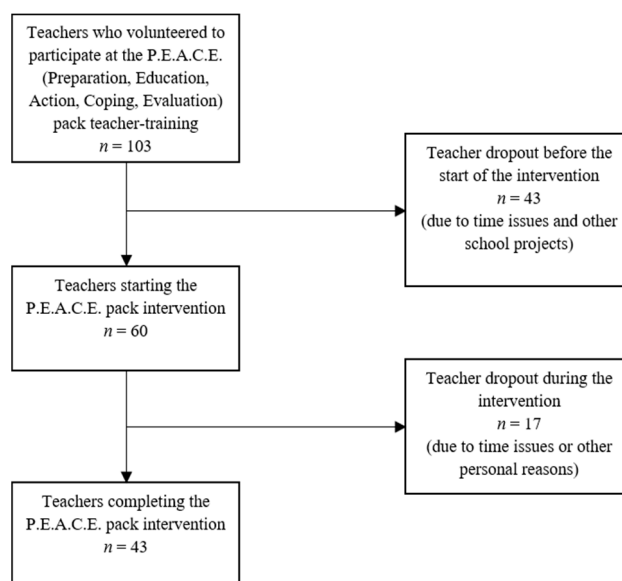 Teachers who volunteered to
participate at the P.E.A.C.E.
(Preparation, Education,
Action, Coping, Evaluation)
pack teacher-training
n = 103
Teacher dropout before the
start of the intervention
n = 43
(due to time issues and other
school projects)
Teachers starting the
P.E.A.C.E. pack intervention
n = 60
Teacher dropout during the
intervention
n = 17
(due to time issues or other
personal reasons)
Teachers completing the
P.E.A.C.E. pack intervention
n = 43